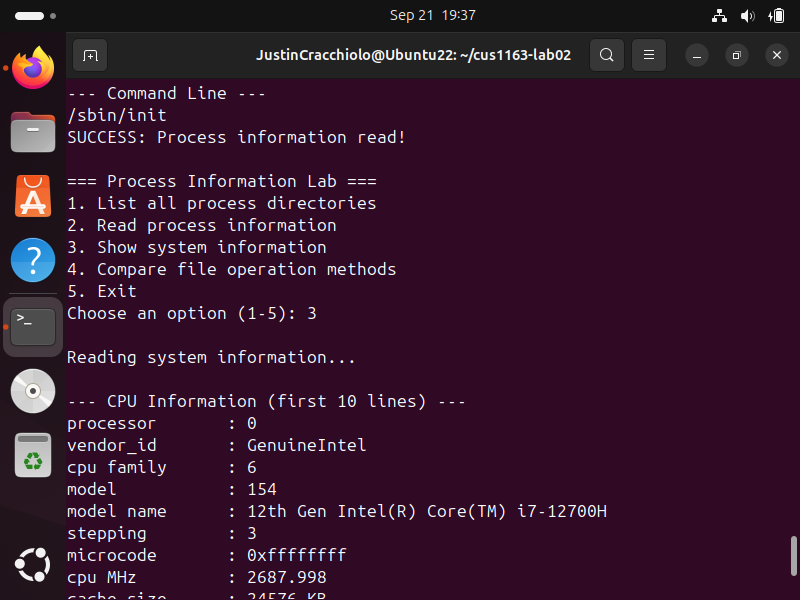 Sep 21 19:37
JustinCracchiolo@Ubuntu22: ~/cus1163-lab02
--- Command Line ---
/sbin/init
SUCCESS: Process information read!
=== Process Information Lab ===
1. List all process directories
2. Read process information
3. Show system information
4. Compare file operation methods
5. Exit
Choose an option (1-5): 3
Reading system information...
--- CPU Information (first 10 lines) ---
processor : 0
vendor_id : GenuineIntel
cpu family : 6
model : 154
model name : 12th Gen Intel(R) Core(TM) i7-12700H
stepping : 3
microcode : 0xffffffff
cpu MHz : 2687.998
cache size : 24576 KB